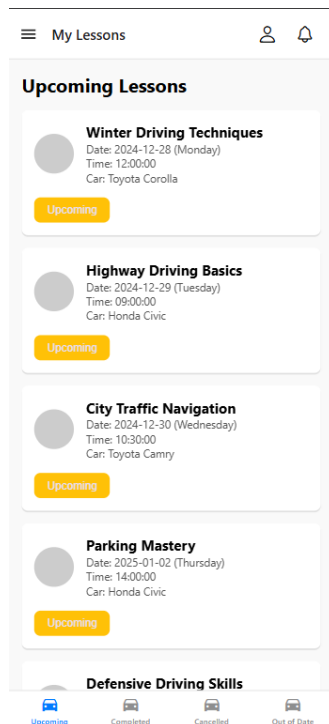 My Lessons
Upcoming Lessons
Winter Driving Techniques
Date: 2024-12-28 (Monday)
Time: 12:00:00
Car: Toyota Corolla
Upcoming
Highway Driving Basics
Date: 2024-12-29 (Tuesday)
Time: 09:00:00
Car: Honda Civic
Upcoming
City Traffic Navigation
Date: 2024-12-30 (Wednesday)
Time: 10:30:00
Car: Toyota Camry
Upcoming
Parking Mastery
Date: 2025-01-02 (Thursday)
Time: 14:00:00
Car: Honda Civic
Upcoming
Defensive Driving Skills
Upcoming Completed Cancelled Out of Date